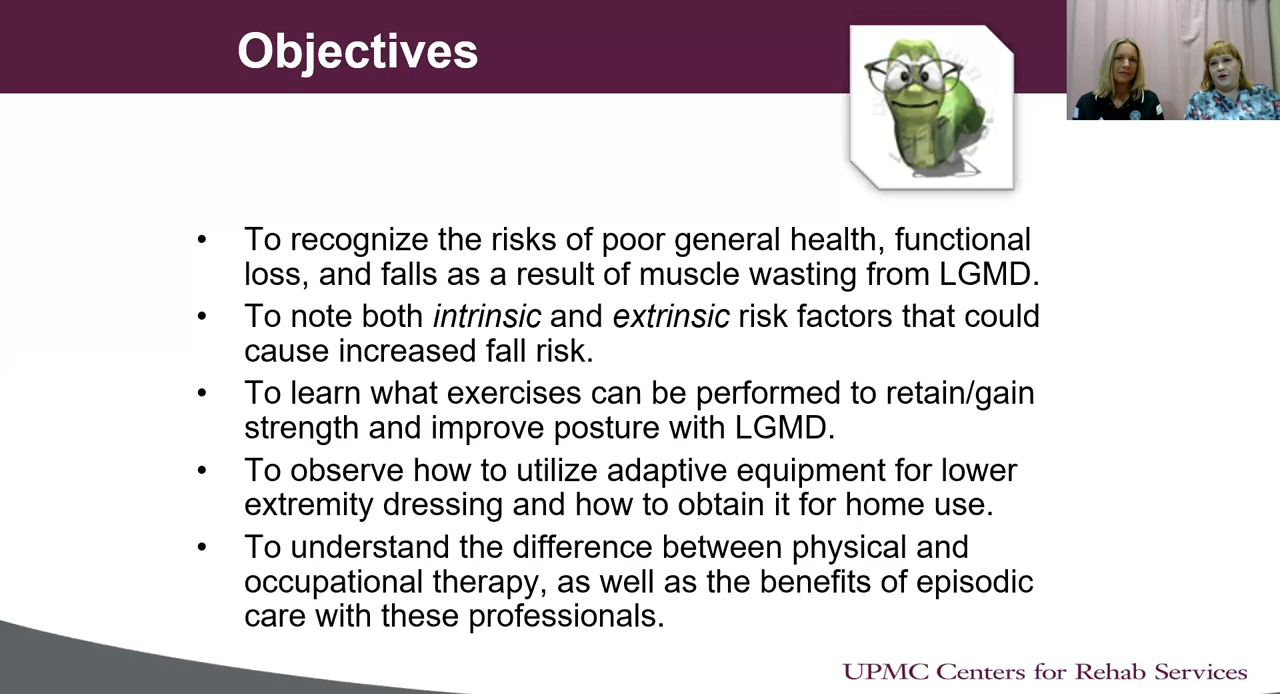 Objectives
• To recognize the risks of poor general health, functional
loss, and falls as a result of muscle wasting from LGMD.
• To note both intrinsic and extrinsic risk factors that could
cause increased fall risk.
• To learn what exercises can be performed to retain/gain
strength and improve posture with LGMD.
• To observe how to utilize adaptive equipment for lower
extremity dressing and how to obtain it for home use.
• To understand the difference between physical and
occupational therapy, as well as the benefits of episodic
care with these professionals.
UPMC Centers for Rehab Services